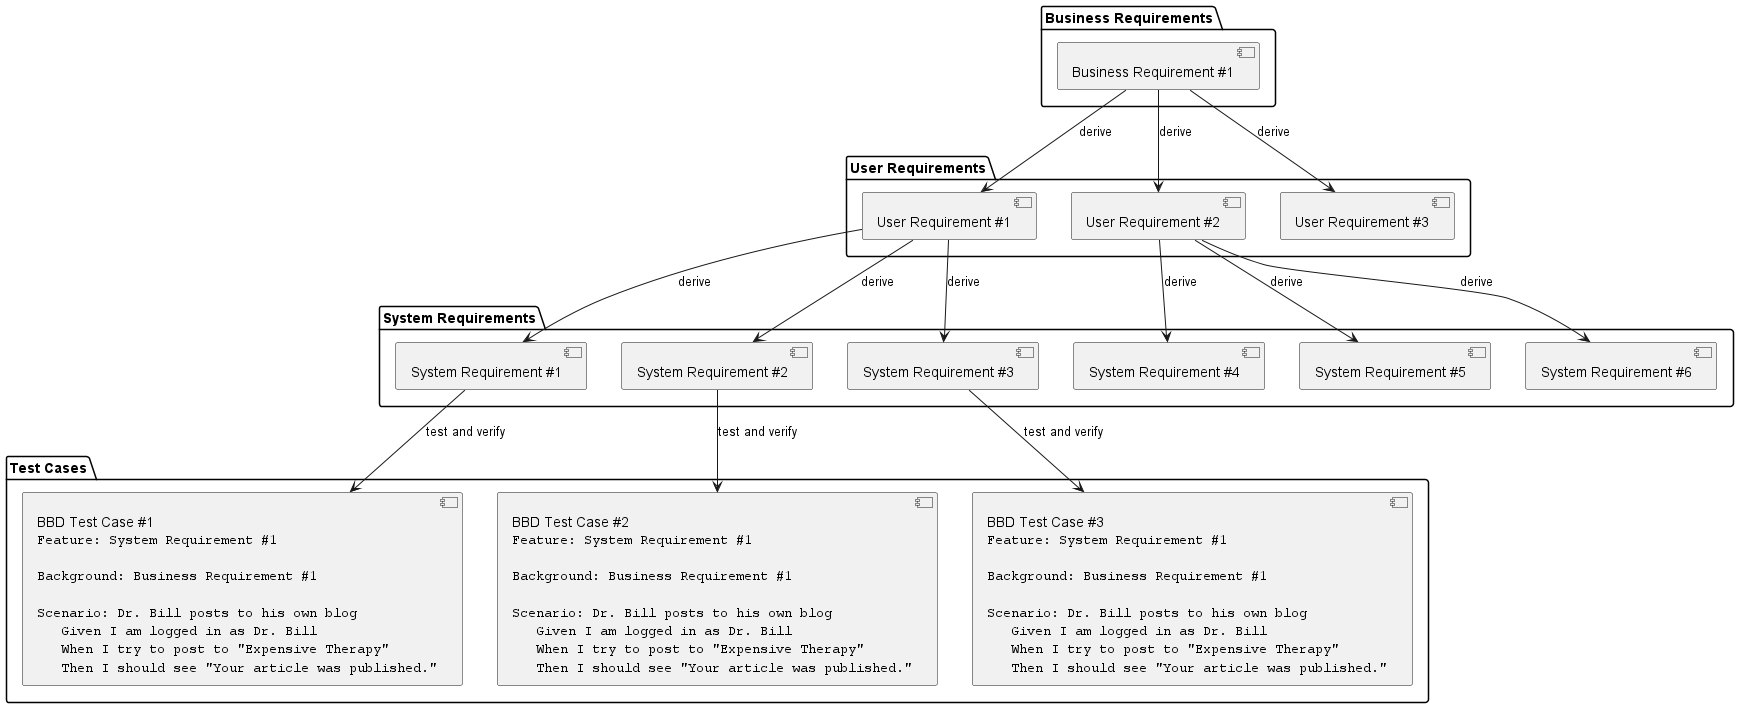 Business Requirements
Business Requirement #1
derive
derive
derive
User Requirements
User Requirement #1
User Requirement #2
User Requirement #3
derive
derive
derive
derive
derive
derive
System Requirements
System Requirement #1
System Requirement #2
System Requirement #3
System Requirement #4
System Requirement #5
System Requirement #6
test and verify
test and verify
test and verify
Test Cases
BBD Test Case #1
Feature: System Requirement #1
Background: Business Requirement #1
Scenario: Dr. Bill posts to his own blog
Given I am logged in as Dr. Bill
When I try to post to "Expensive Therapy"
Then I should see "Your article was published."
BBD Test Case #2
Feature: System Requirement #1
Background: Business Requirement #1
Scenario: Dr. Bill posts to his own blog
Given I am logged in as Dr. Bill
When I try to post to "Expensive Therapy"
Then I should see "Your article was published."
BBD Test Case #3
Feature: System Requirement #1
Background: Business Requirement #1
Scenario: Dr. Bill posts to his own blog
Given I am logged in as Dr. Bill
When I try to post to "Expensive Therapy"
Then I should see "Your article was published."